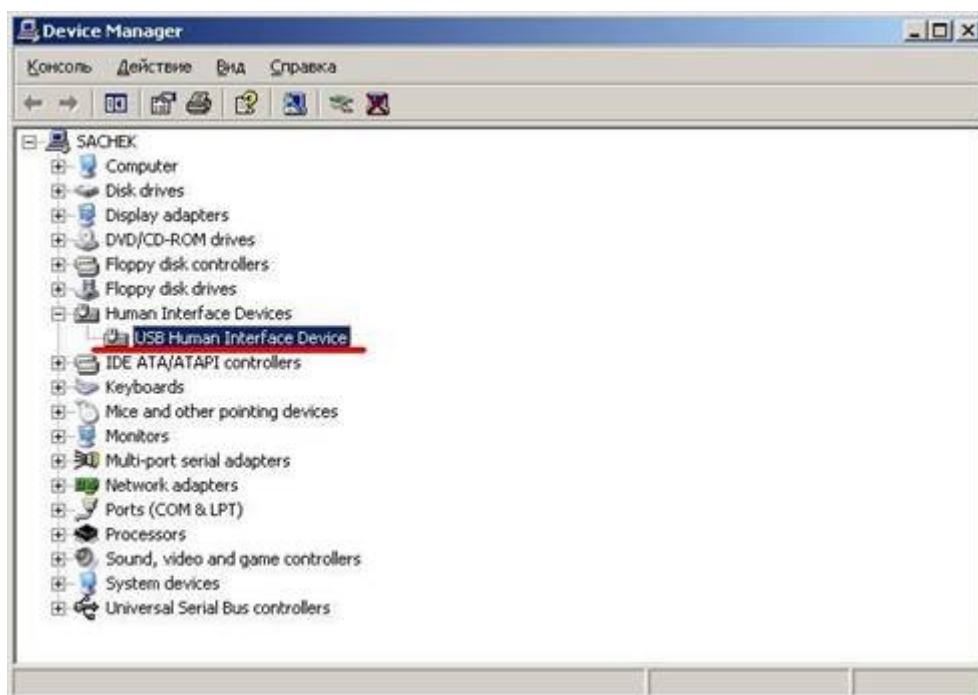 Device Manager
Консоль Действие Вид Справка
SACHEK
Computer
Disk drives
Display adapters
DVD/CD-ROM drives
Floppy disk controllers
Floppy disk drives
Human Interface Devices
USB Human Interface Device
IDE ATA/ATAPI controllers
Keyboards
Mice and other pointing devices
Monitors
Multi-port serial adapters
Network adapters
Ports (COM & LPT)
Processors
Sound, video and game controllers
System devices
Universal Serial Bus controllers